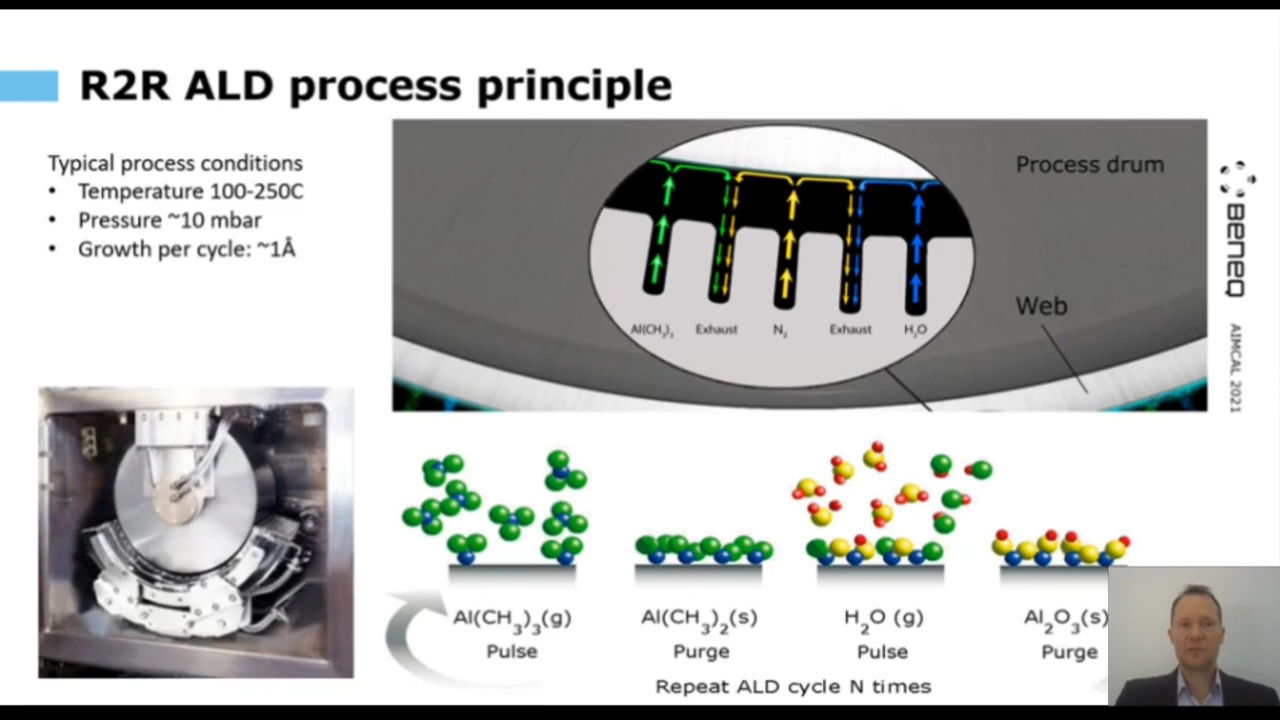 R2R ALD process principle
Typical process conditions
• Temperature 100-250C
• Pressure ~10 mbar
• Growth per cycle: ~1Å
Process drum
Web
Al(CH₃)₃ Exhaust N₂ Exhaust H₂O
BENEQ
AIMCAL 2021
Al(CH₃)₃(g) Al(CH₃)₂(s) H₂O (g) Al₂O₃(s)
Pulse Purge Pulse Purge
Repeat ALD cycle N times